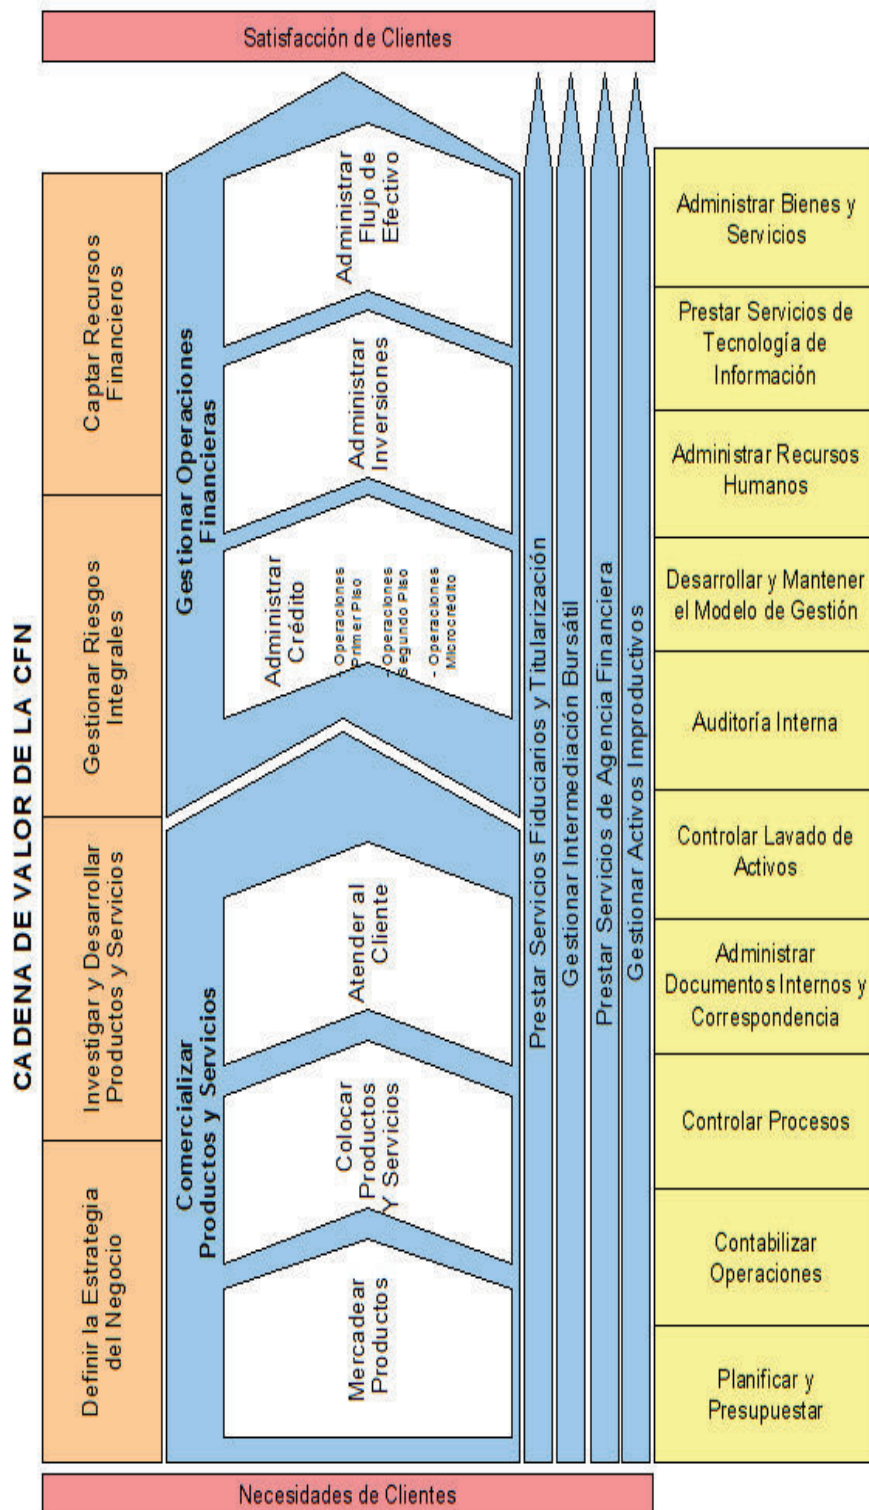 CADENA DE VALOR DE LA CFN
Satisfacción de Clientes
Definir la Estrategia
del Negocio
Investigar y Desarrollar
Productos y Servicios
Gestionar Riesgos
Integrales
Captar Recursos
Financieros
Comercializar
Productos y Servicios
Mercadear
Productos
Colocar
Productos
Y Servicios
Atender al
Cliente
Gestionar Operaciones
Financieras
Administrar
Crédito
- Operaciones
Primer Piso
- Operaciones
Segundo Piso
- Operaciones
Microcrédito
Administrar
Inversiones
Administrar
Flujo de
Efectivo
Prestar Servicios Fiduciarios y Titularización
Gestionar Intermediación Bursátil
Prestar Servicios de Agencia Financiera
Gestionar Activos Improductivos
Administrar Bienes y
Servicios
Prestar Servicios de
Tecnología de
Información
Administrar Recursos
Humanos
Desarrollar y Mantener
el Modelo de Gestión
Auditoría Interna
Controlar Lavado de
Activos
Administrar
Documentos Internos y
Correspondencia
Controlar Procesos
Contabilizar
Operaciones
Planificar y
Presupuestar
Necesidades de Clientes